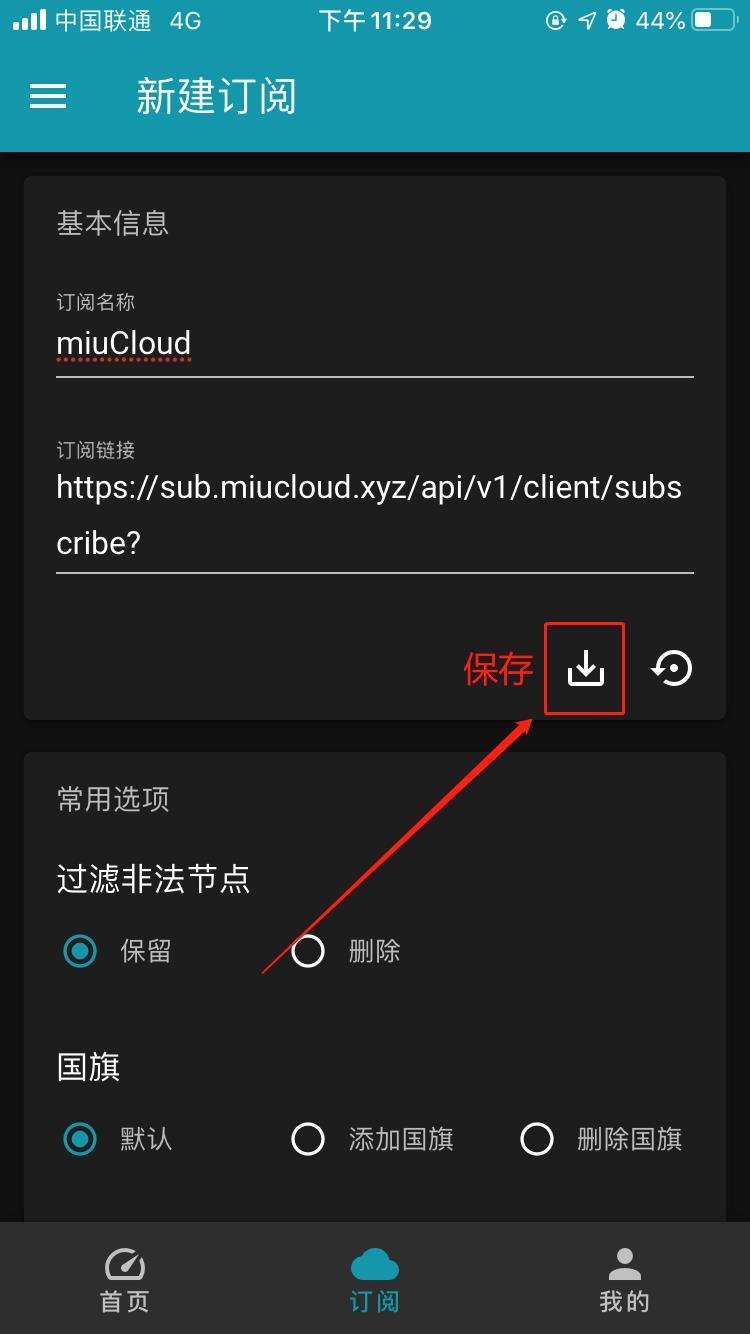 中国联通 4G 下午11:29 44%
新建订阅
基本信息
订阅名称
miuCloud
订阅链接
https://sub.miucloud.xyz/api/v1/client/subs
cribe?
保存
常用选项
过滤非法节点
保留 删除
国旗
默认 添加国旗 删除国旗
首页 订阅 我的